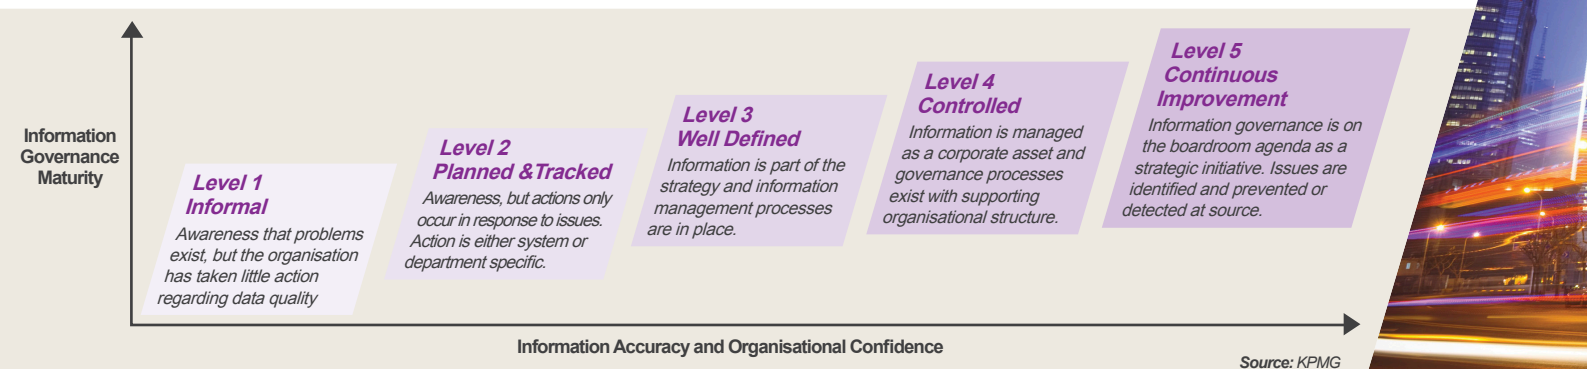 Information
Governance
Maturity
Level 1
Informal
Awareness that problems
exist, but the organisation
has taken little action
regarding data quality
Level 2
Planned &Tracked
Awareness, but actions only
occur in response to issues.
Action is either system or
department specific.
Level 3
Well Defined
Information is part of the
strategy and information
management processes
are in place.
Level 4
Controlled
Information is managed
as a corporate asset and
governance processes
exist with supporting
organisational structure.
Level 5
Continuous
Improvement
Information governance is on
the boardroom agenda as a
strategic initiative. Issues are
identified and prevented or
detected at source.
Information Accuracy and Organisational Confidence
Source: KPMG